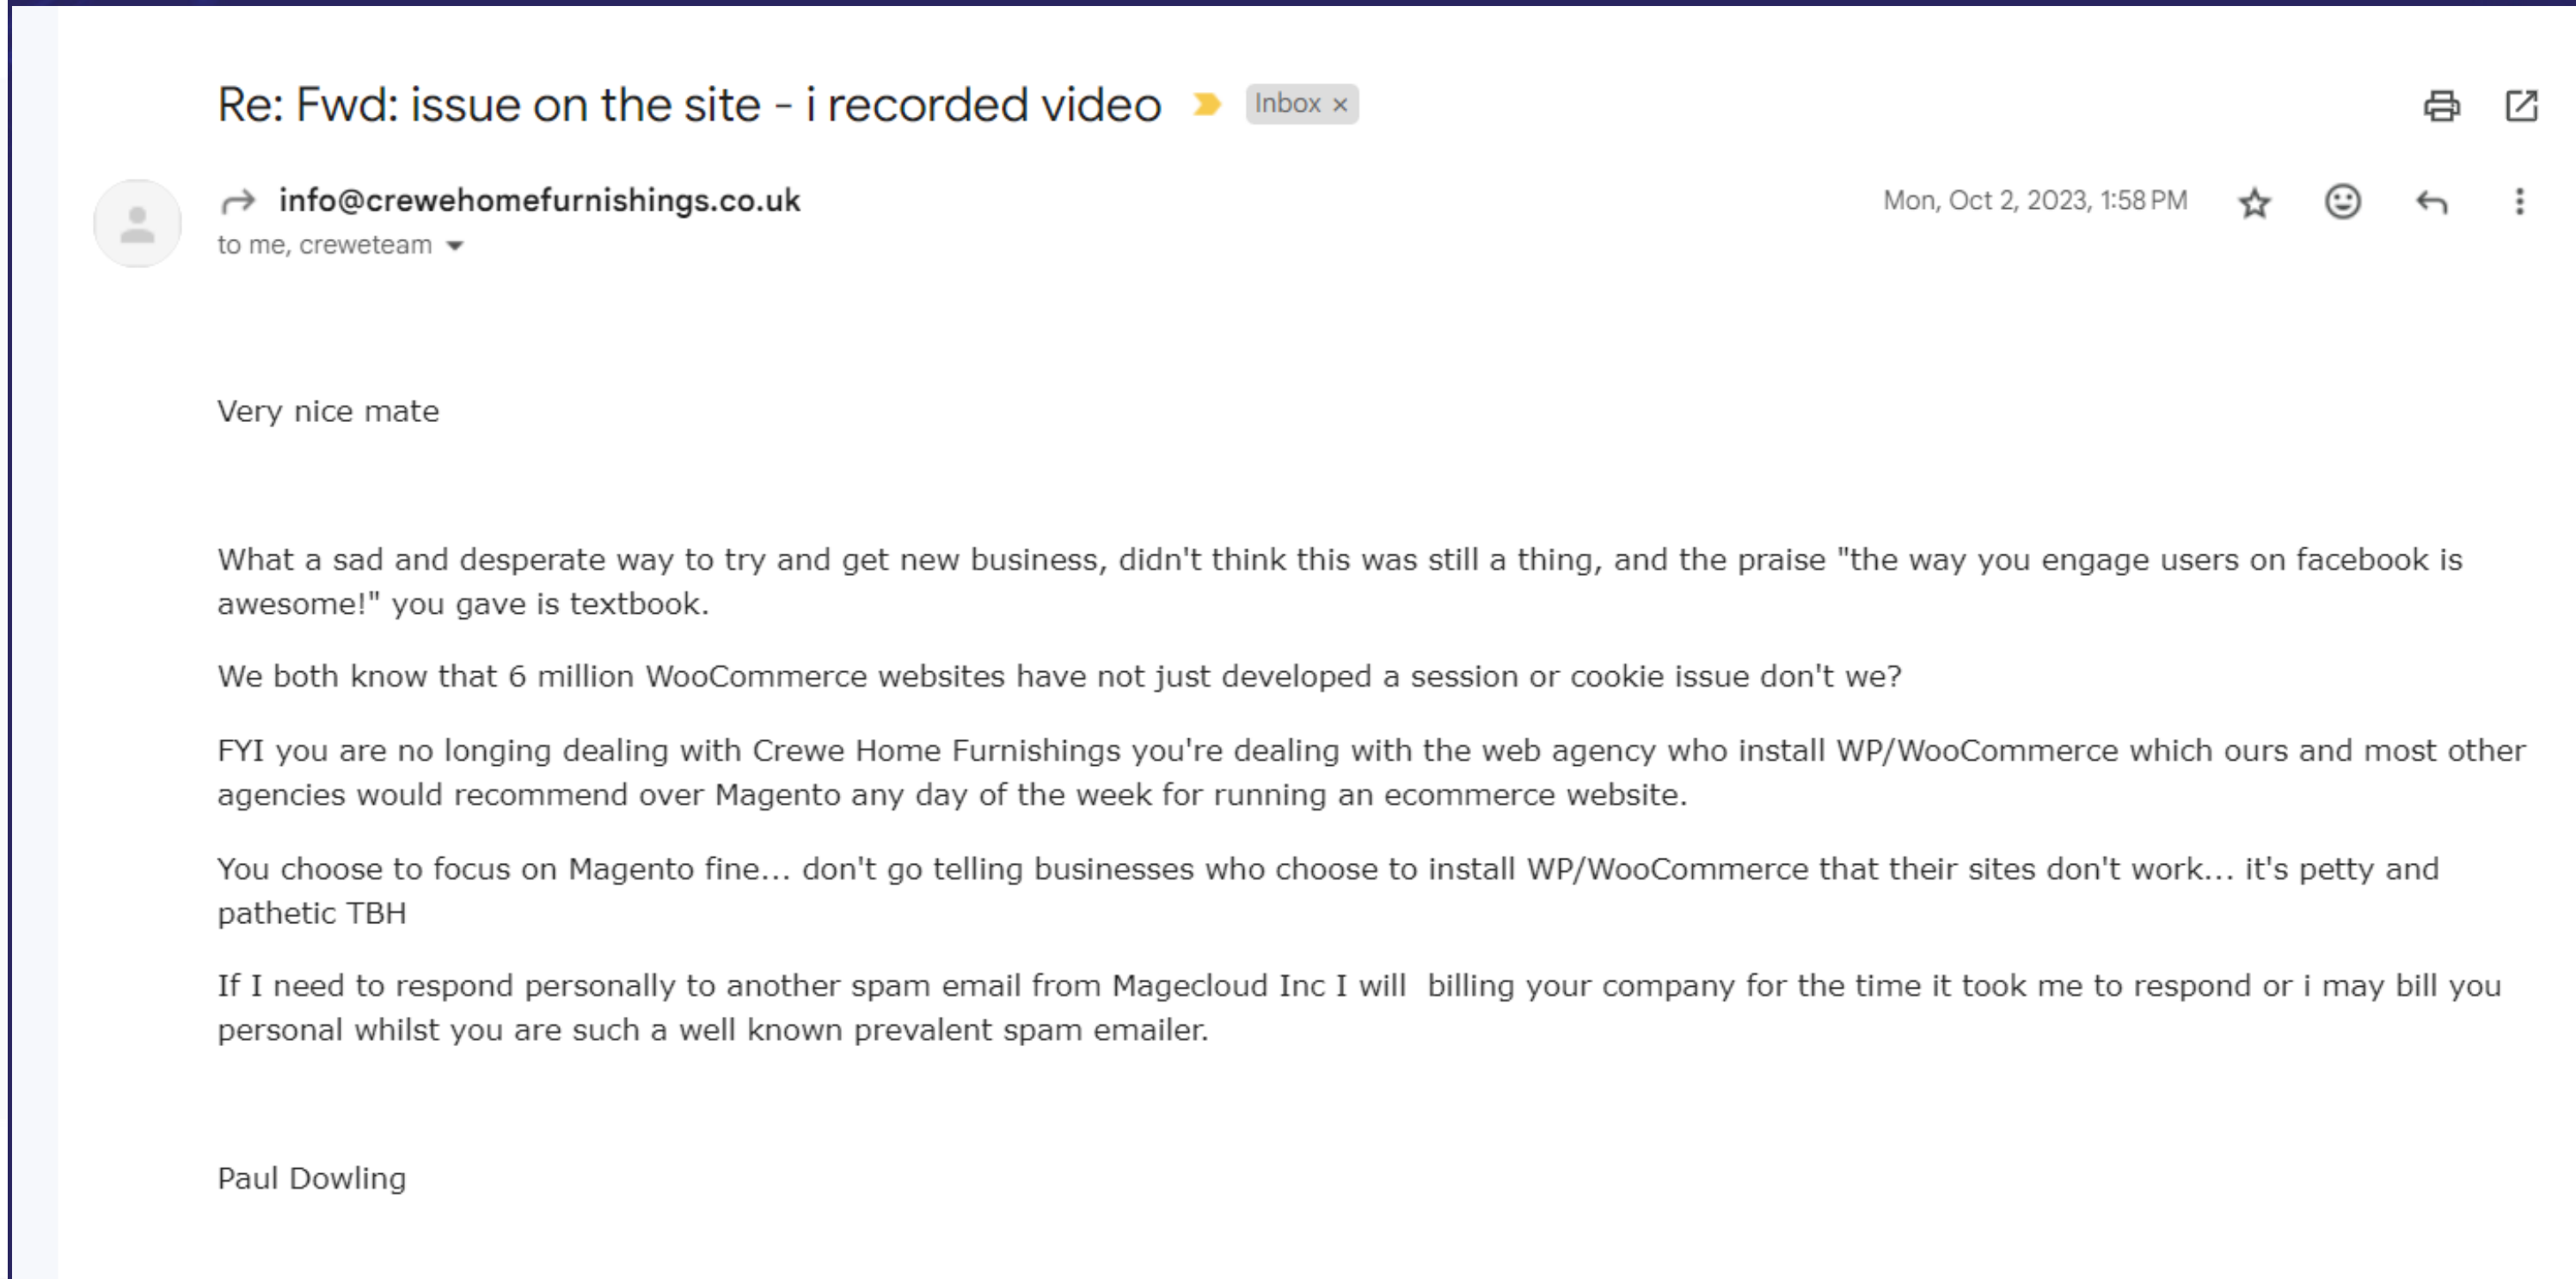 Re: Fwd: issue on the site - i recorded video
Inbox ×
info@crewehomefurnishings.co.uk
Mon, Oct 2, 2023, 1:58 PM
to me, creweteam
Very nice mate
What a sad and desperate way to try and get new business, didn't think this was still a thing, and the praise "the way you engage users on facebook is
awesome!" you gave is textbook.
We both know that 6 million WooCommerce websites have not just developed a session or cookie issue don't we?
FYI you are no longing dealing with Crewe Home Furnishings you're dealing with the web agency who install WP/WooCommerce which ours and most other
agencies would recommend over Magento any day of the week for running an ecommerce website.
You choose to focus on Magento fine... don't go telling businesses who choose to install WP/WooCommerce that their sites don't work... it's petty and
pathetic TBH
If I need to respond personally to another spam email from Magecloud Inc I will  billing your company for the time it took me to respond or i may bill you
personal whilst you are such a well known prevalent spam emailer.
Paul Dowling